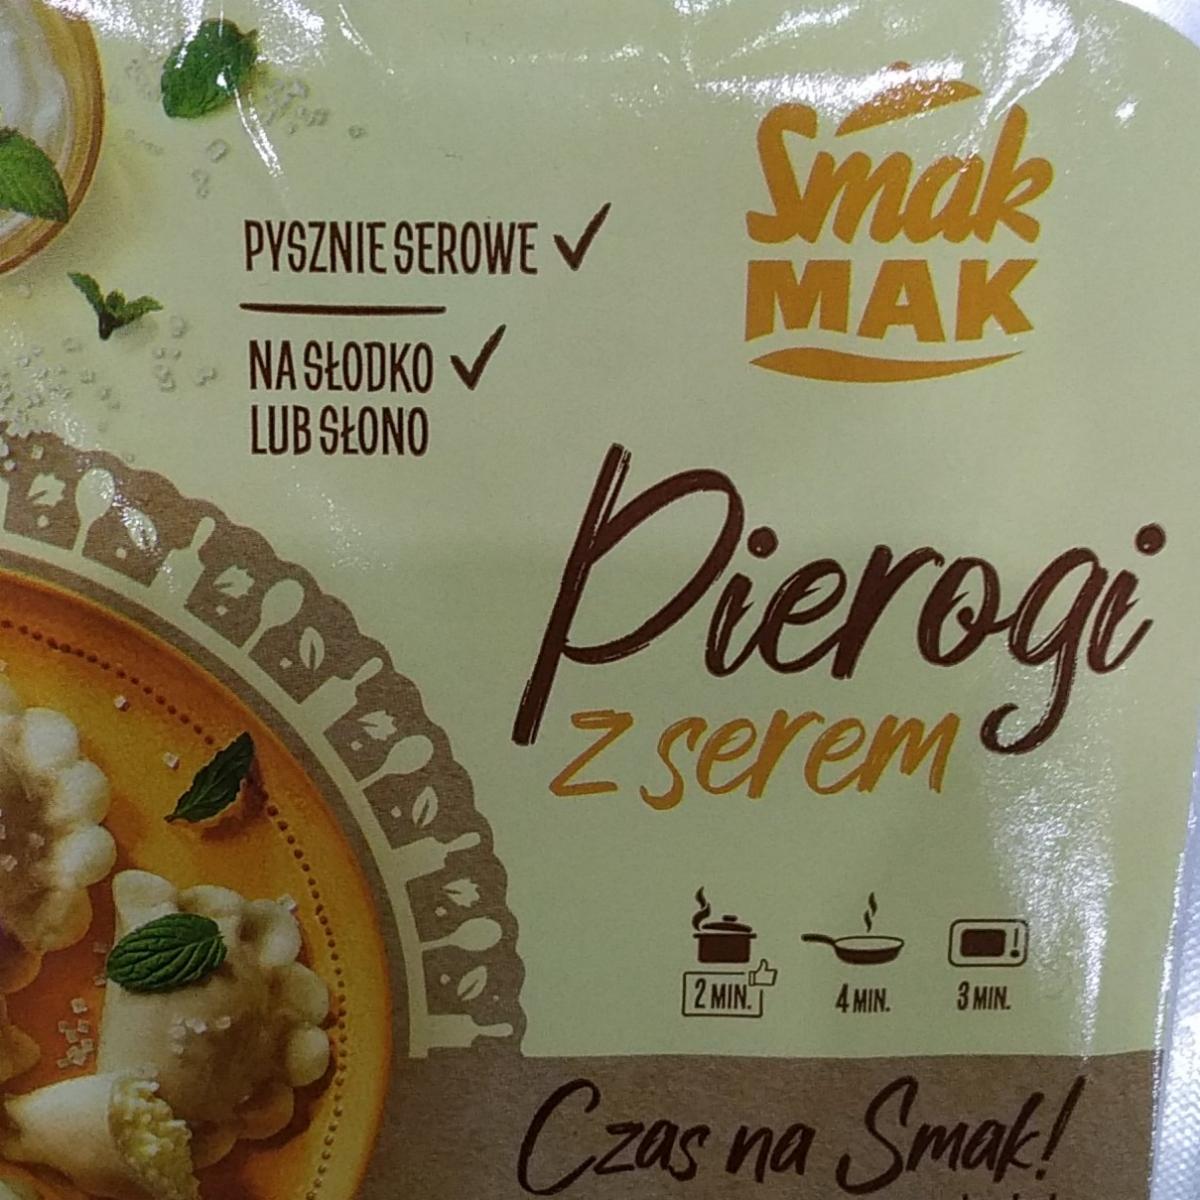 Smak
MAK
PYSZNIE SEROWE
NA SŁODKO
LUB SŁONO
Pierogi
z serem
2 MIN.
4 MIN.
3 MIN.
Czas na Smak!